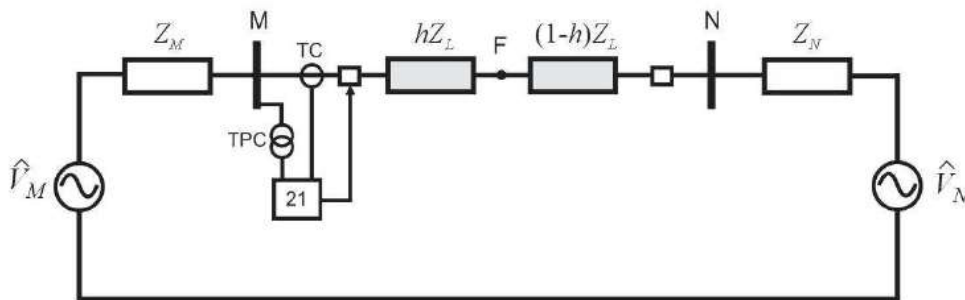 Z_M M TC hZ_L F (1-h)Z_L N Z_N
TPC
21
V̂_M V̂_N